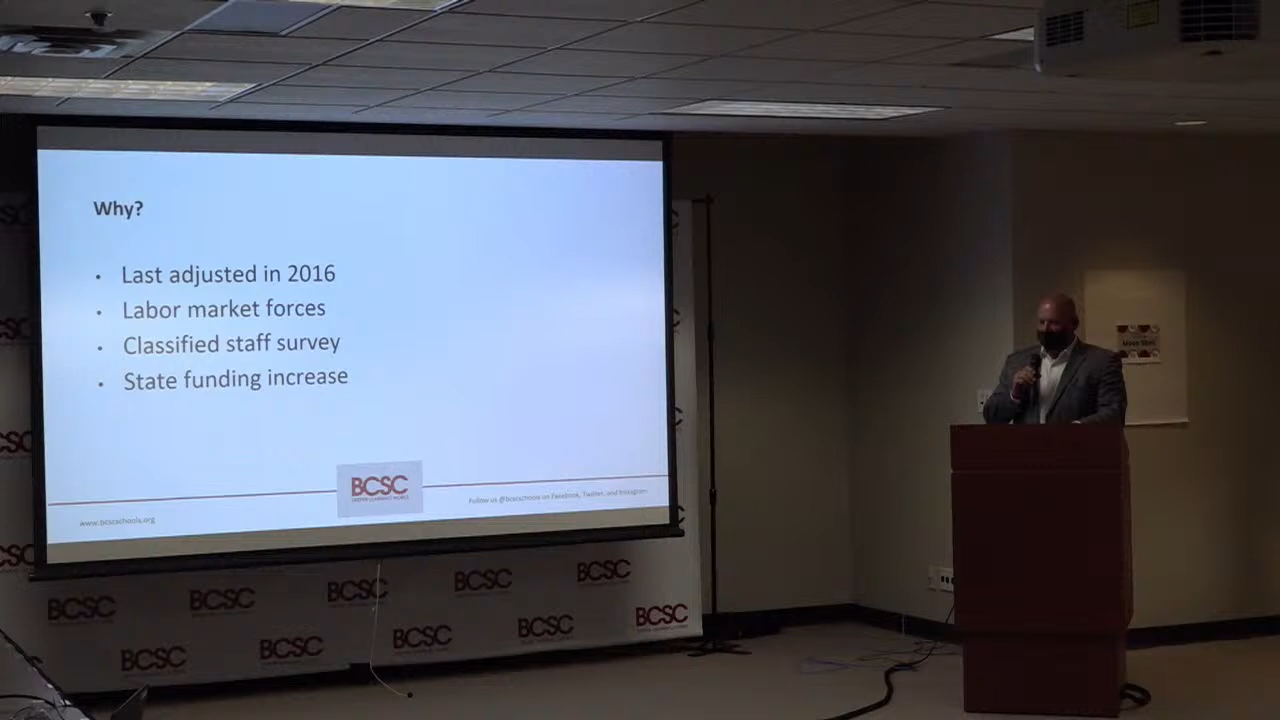 Why?
• Last adjusted in 2016
• Labor market forces
• Classified staff survey
• State funding increase
BCSC
www.bcscschools.org
Follow us @bcscschools on Facebook, Twitter, and Instagram
BCSC
BCSC
BCSC
BCSC
BCSC
BCSC
BCSC
BCSC
BCSC
BCSC